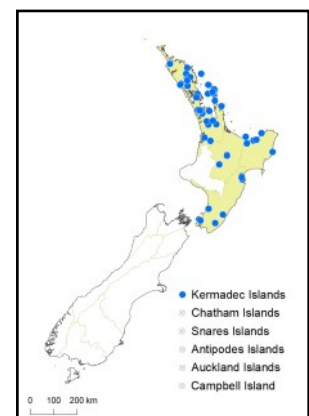 Kermadec Islands
Chatham Islands
Snares Islands
Antipodes Islands
Auckland Islands
Campbell Island
0 100 200 km